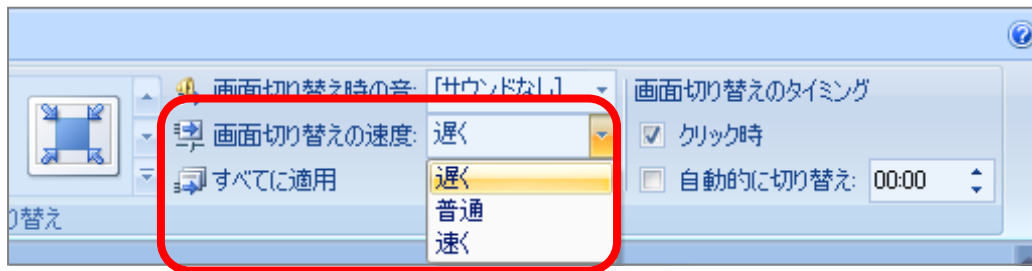 画面切り替え時の音: [サウンドなし]
画面切り替えの速度: 遅く
すべてに適用
遅く
普通
速く
画面切り替えのタイミング
クリック時
自動的に切り替え: 00:00
り替え